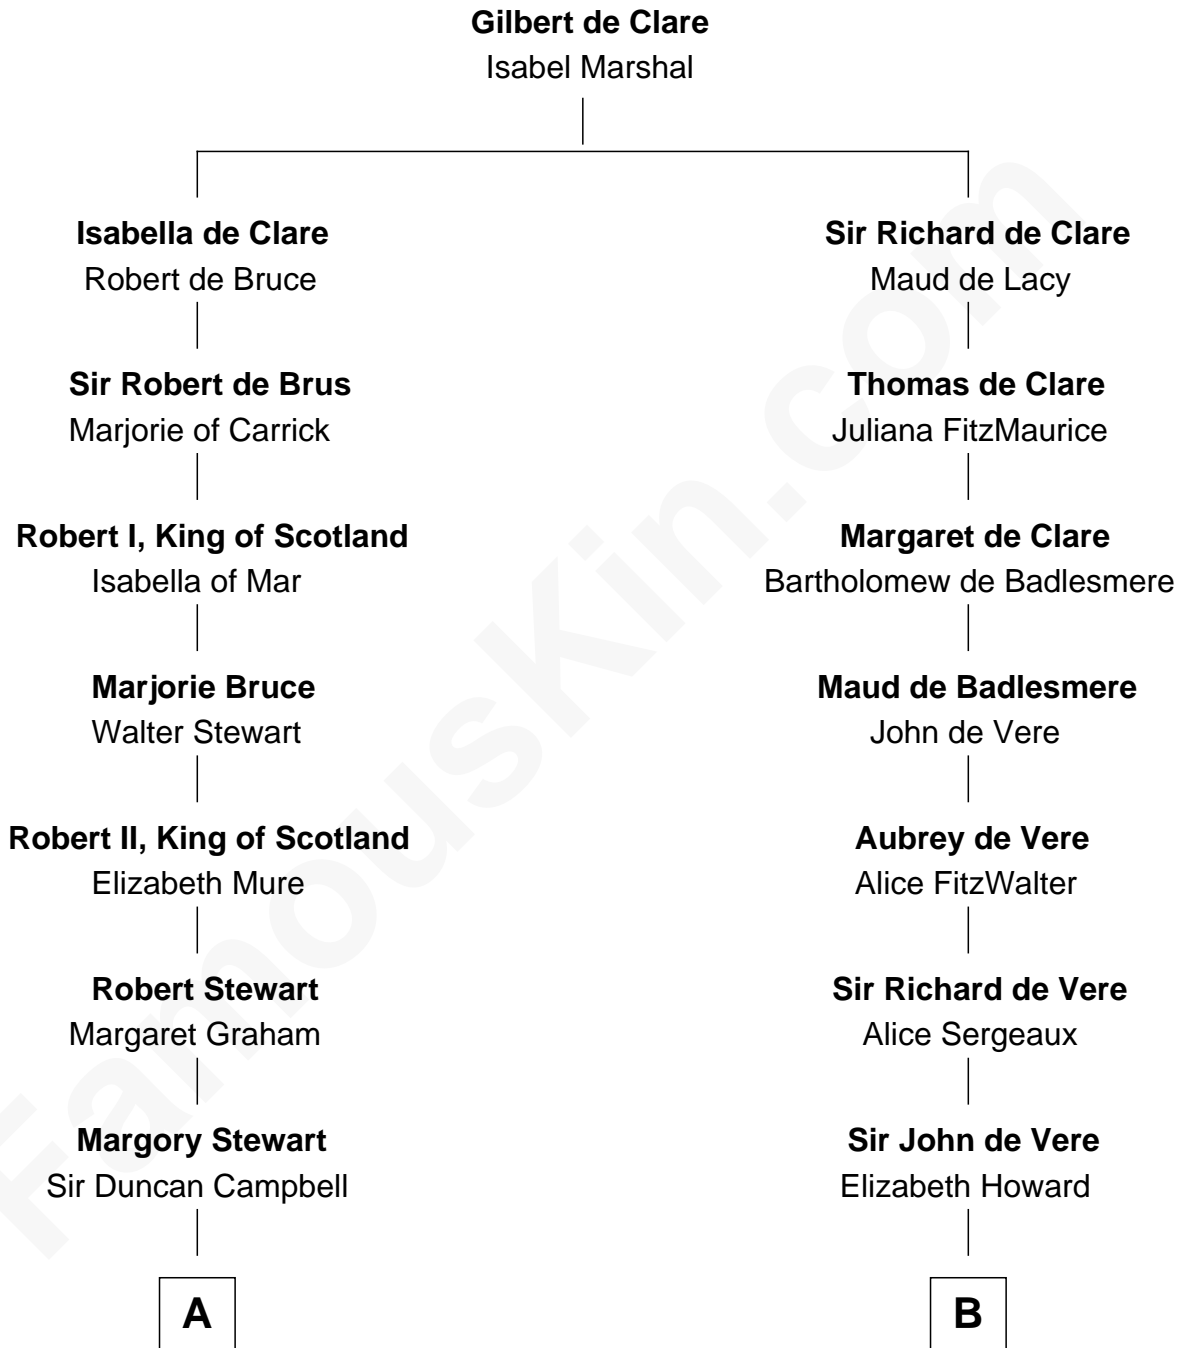 Gilbert de Clare
Isabel Marshal
Isabella de Clare
Robert de Bruce
Sir Richard de Clare
Maud de Lacy
Sir Robert de Brus
Marjorie of Carrick
Thomas de Clare
Juliana FitzMaurice
Robert I, King of Scotland
Isabella of Mar
Margaret de Clare
Bartholomew de Badlesmere
Marjorie Bruce
Walter Stewart
Maud de Badlesmere
John de Vere
Robert II, King of Scotland
Elizabeth Mure
Aubrey de Vere
Alice FitzWalter
Robert Stewart
Margaret Graham
Sir Richard de Vere
Alice Sergeaux
Margory Stewart
Sir Duncan Campbell
Sir John de Vere
Elizabeth Howard
A
B
FamousKin.com